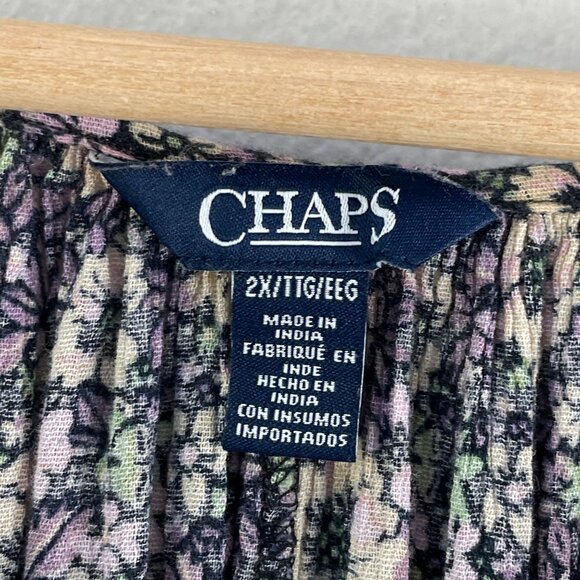 CHAPS
2X/TTG/EEG
MADE IN
INDIA
FABRIQUÉ EN
INDE
HECHO EN
INDIA
CON INSUMOS
IMPORTADOS